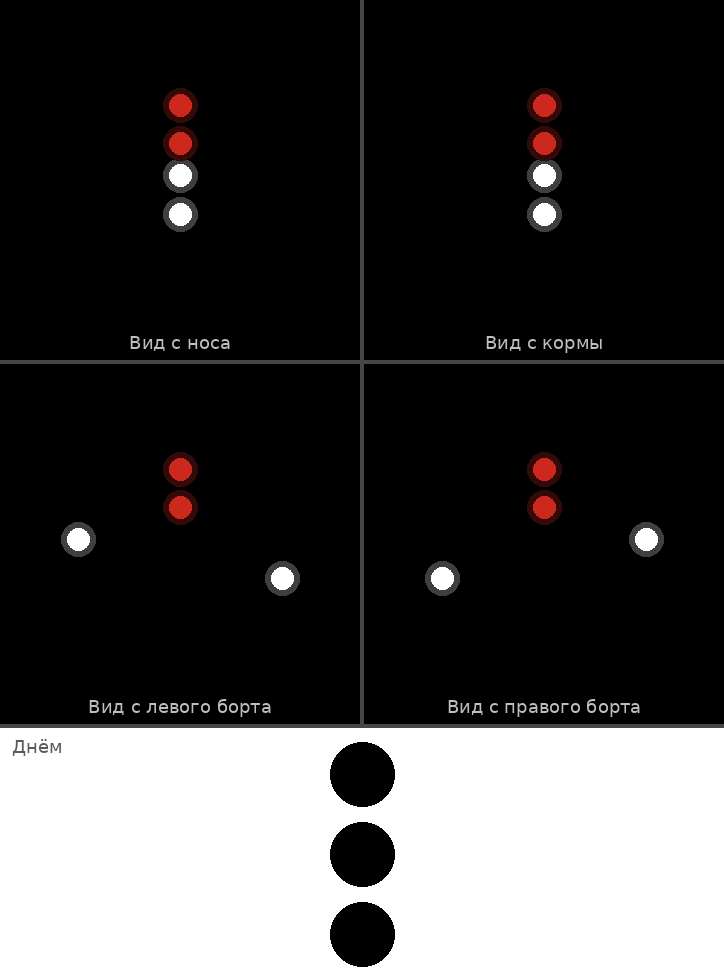 Вид с носа
Вид с кормы
Вид с левого борта
Вид с правого борта
Днём